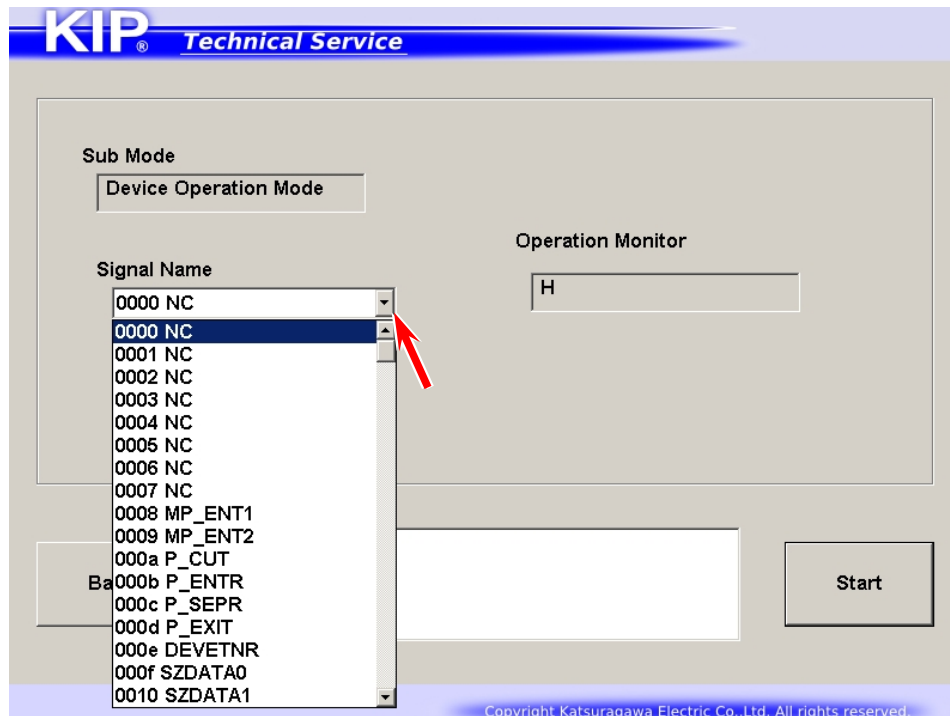 KIP® Technical Service
Sub Mode
Device Operation Mode
Operation Monitor
H
Signal Name
0000 NC
0000 NC
0001 NC
0002 NC
0003 NC
0004 NC
0005 NC
0006 NC
0007 NC
0008 MP_ENT1
0009 MP_ENT2
000a P_CUT
000b P_ENTR
000c P_SEPR
000d P_EXIT
000e DEVETNR
000f SZDATA0
0010 SZDATA1
Ba
Start
Copyright Katsuragawa Electric Co.,Ltd. All rights reserved.